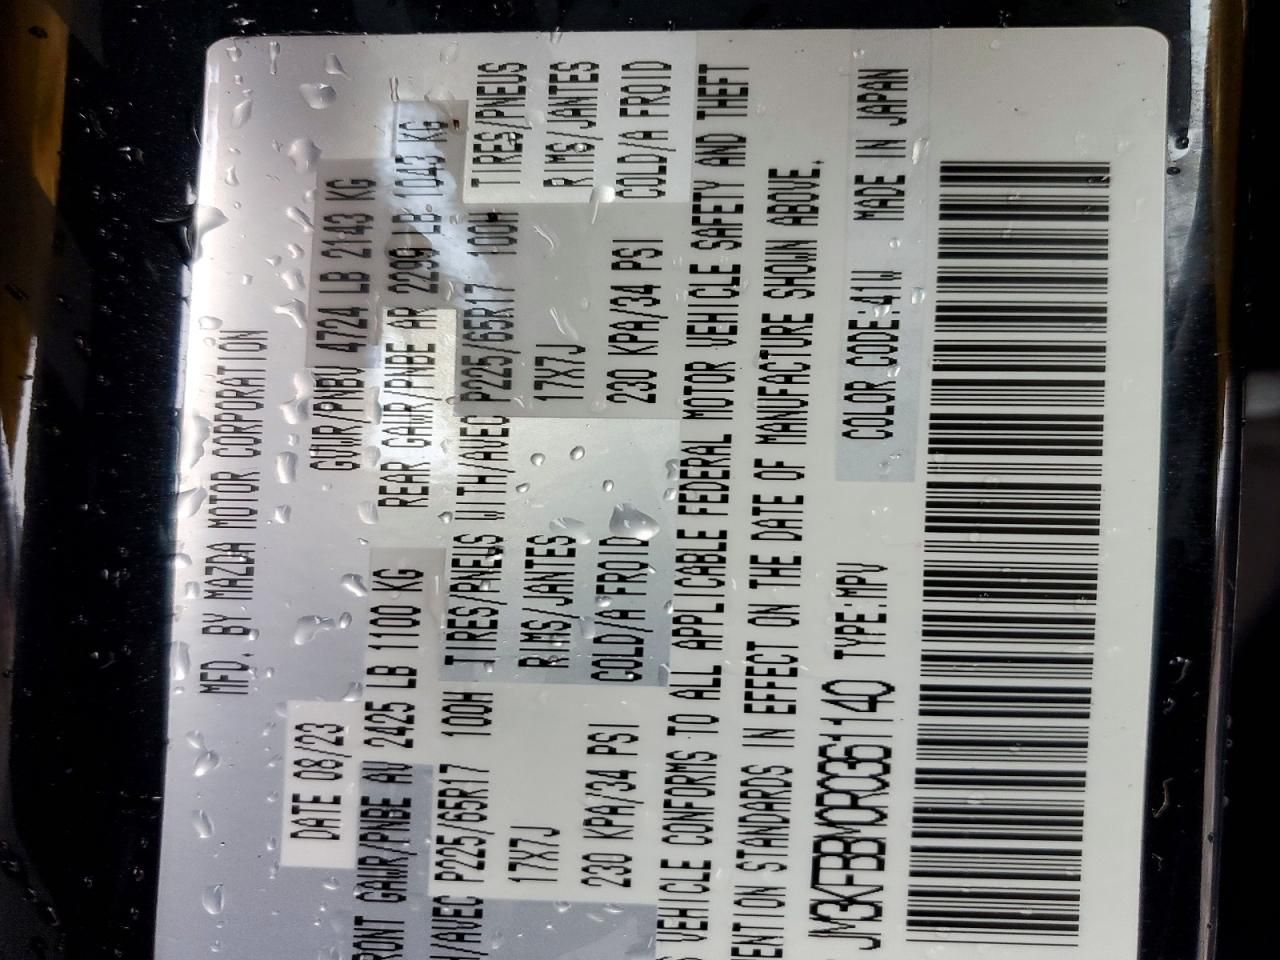 MFD. BY MAZDA MOTOR CORPORATION
DATE 08/23 GVWR/PNBV 4724 LB 2143 KG
RONT GAWR/PNBE AV 2425 LB 1100 KG REAR GAWR/PNBE AR 2299 LB 1043 KG
H/AVEC P225/65R17 100H TIRES/PNEUS WITH/AVEC P225/65R17 100H TIRES/PNEUS
17X7J RIMS/JANTES 17X7J RIMS/JANTES
230 KPA/34 PSI COLD/A FROID 230 KPA/34 PSI COLD/A FROID
VEHICLE CONFORMS TO ALL APPLICABLE FEDERAL MOTOR VEHICLE SAFETY AND THEFT
ENTION STANDARDS IN EFFECT ON THE DATE OF MANUFACTURE SHOWN ABOVE.
JM3KFBBM0R0361140 TYPE:MPV COLOR CODE:41W MADE IN JAPAN